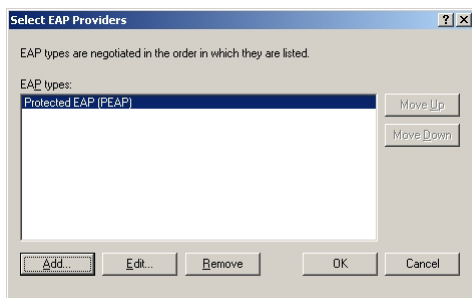 Select EAP Providers
EAP types are negotiated in the order in which they are listed.
EAP types:
Protected EAP (PEAP)
Move Up
Move Down
Add...
Edit...
Remove
OK
Cancel